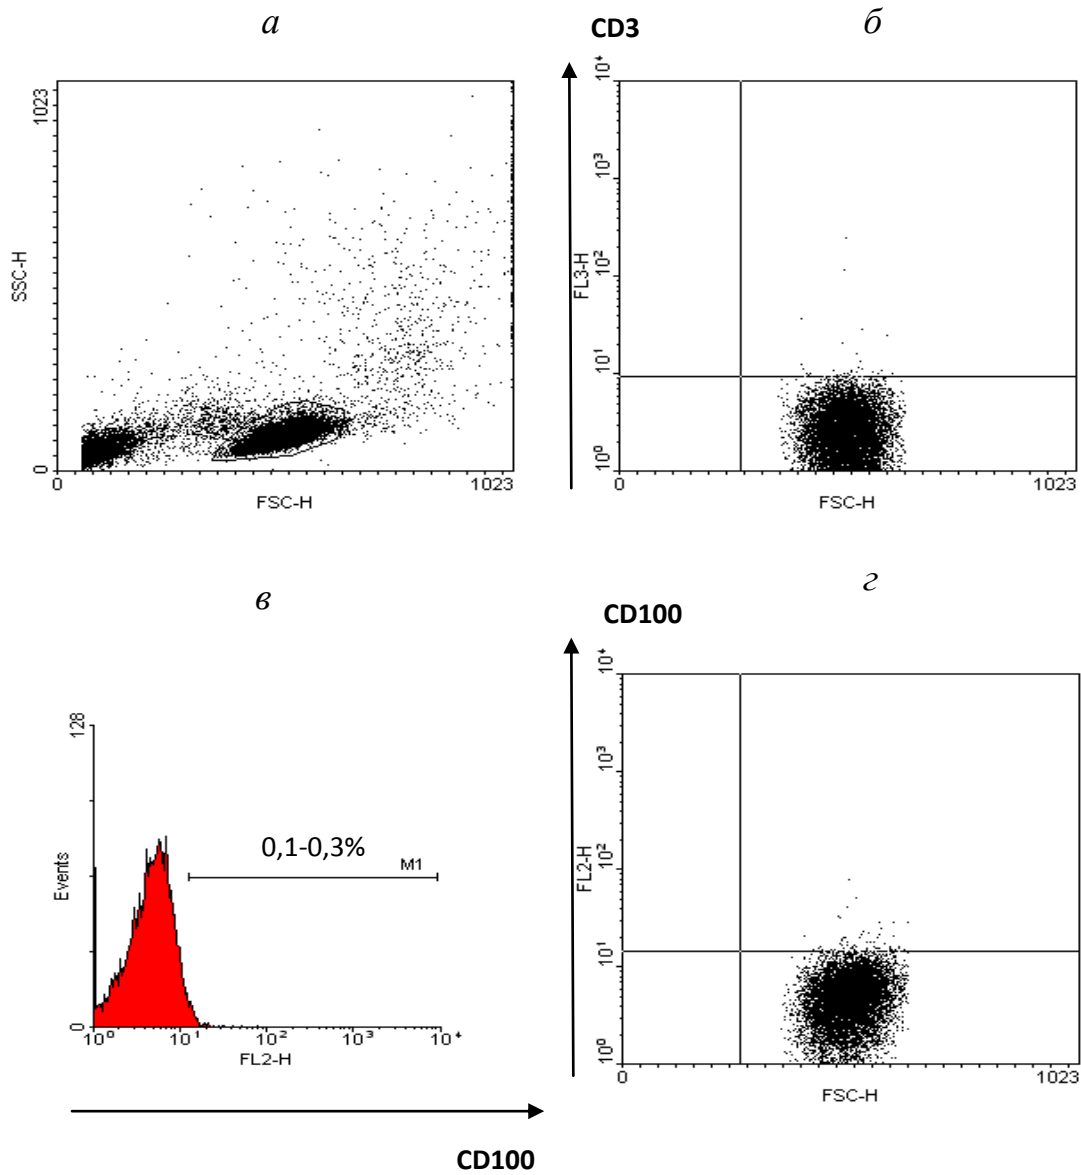 а
CD3
б
1023
SSC-H
0
0
1023
FSC-H
10⁴
10³
10²
10¹
10⁰
FL3-H
0
1023
FSC-H
в
г
CD100
128
Events
0
0,1-0,3%
M1
10⁰
10¹
10²
10³
10⁴
FL2-H
CD100
10⁴
10³
10²
10¹
10⁰
FL2-H
0
1023
FSC-H